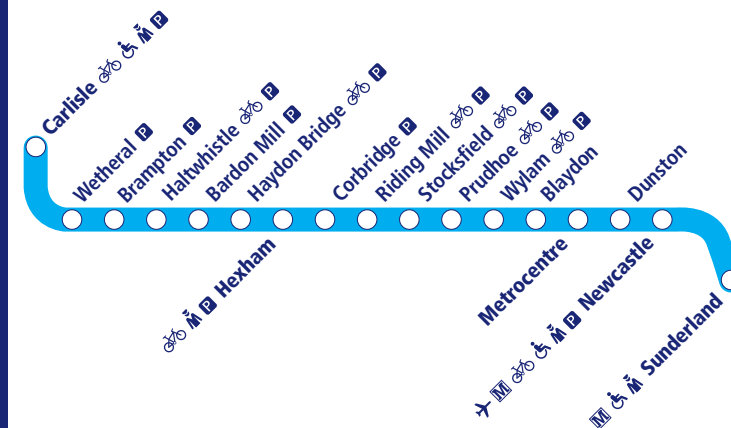 Carlisle P
Wetheral P
Brampton P
Haltwhistle P
Bardon Mill P
Haydon Bridge P
P Hexham
Corbridge P
Riding Mill P
Stocksfield P
Prudhoe P
Wylam P
Blaydon
Metrocentre
Dunston
M P Newcastle
M Sunderland